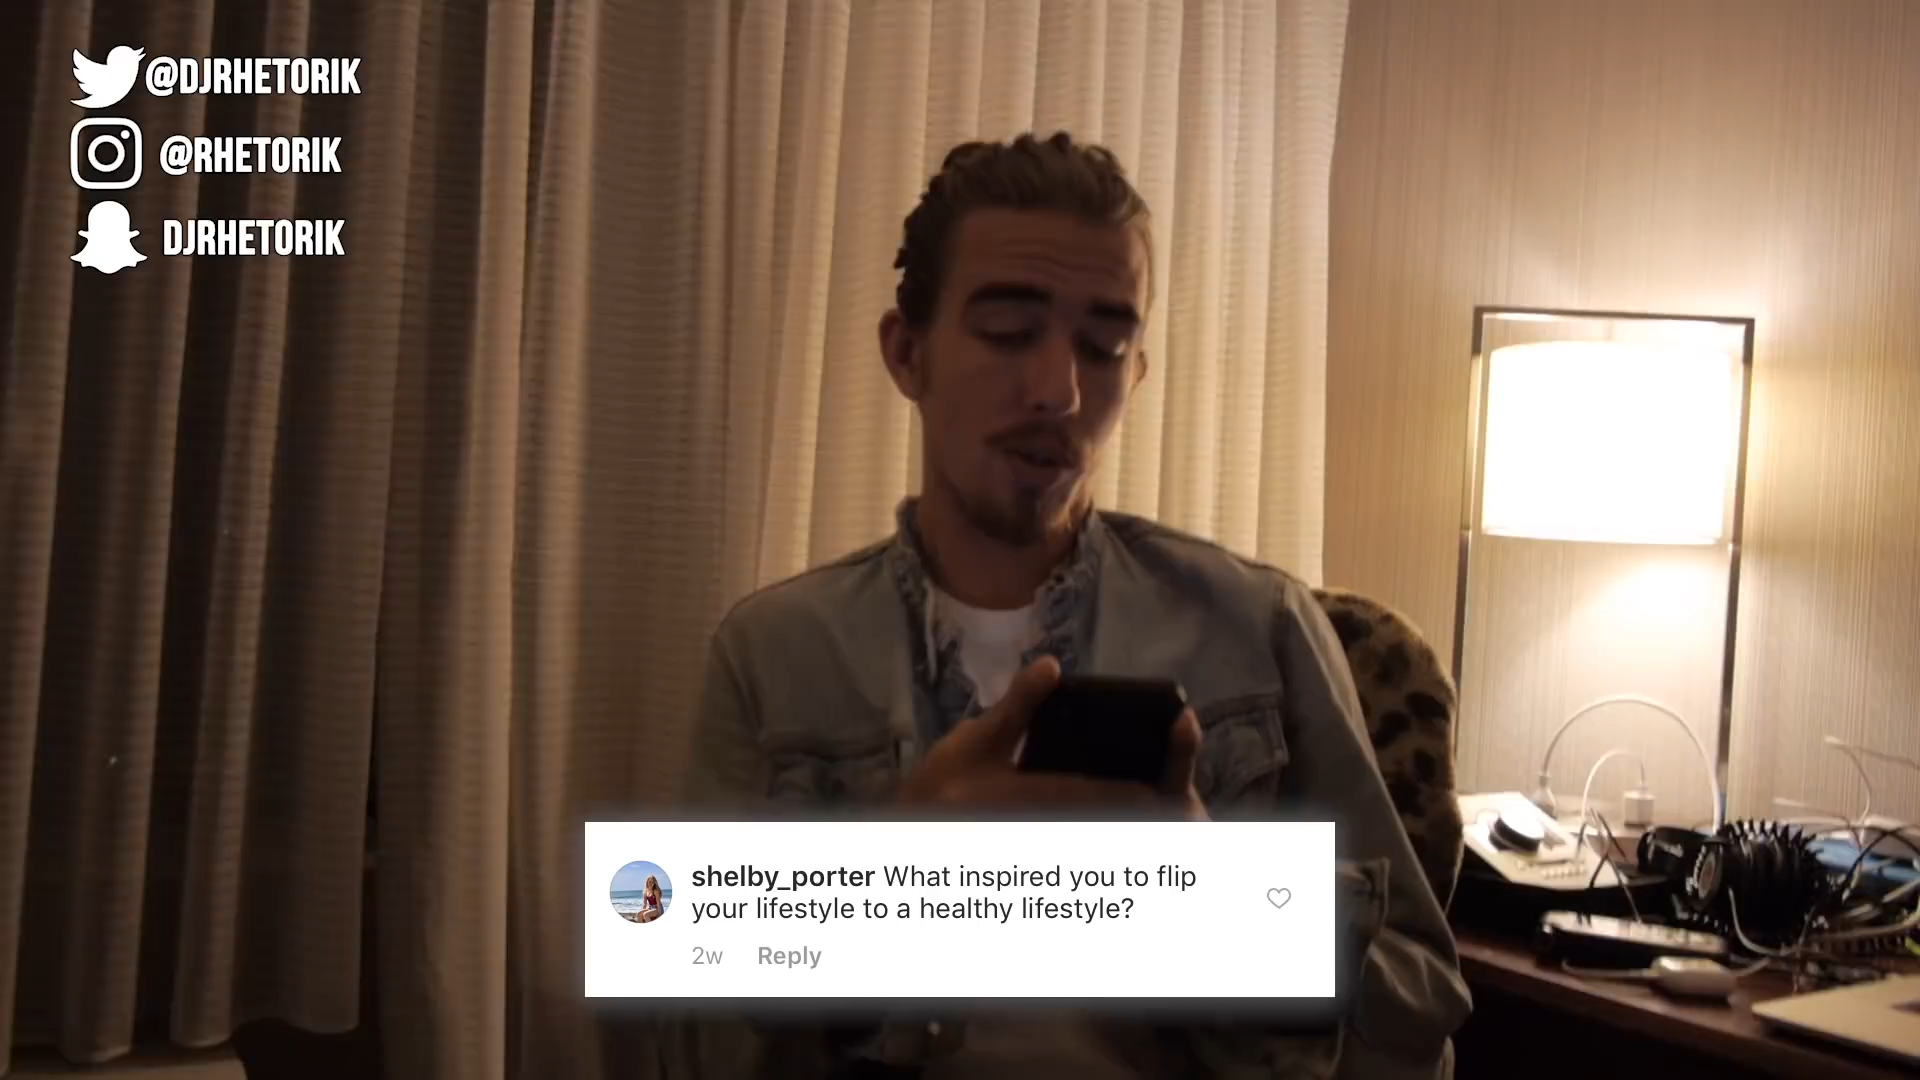 @DJRHETORIK
@RHETORIK
DJRHETORIK
shelby_porter What inspired you to flip
your lifestyle to a healthy lifestyle?
2w Reply